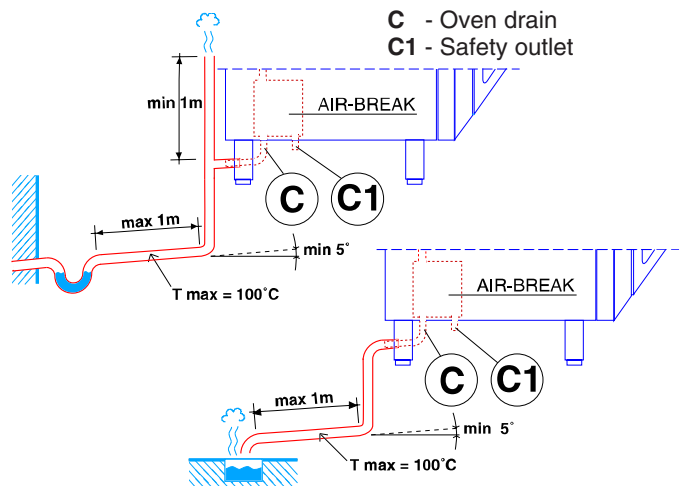 C - Oven drain
C1 - Safety outlet
min 1m
AIR-BREAK
C
C1
max 1m
min 5°
T max = 100°C
AIR-BREAK
C
C1
max 1m
min 5°
T max = 100°C